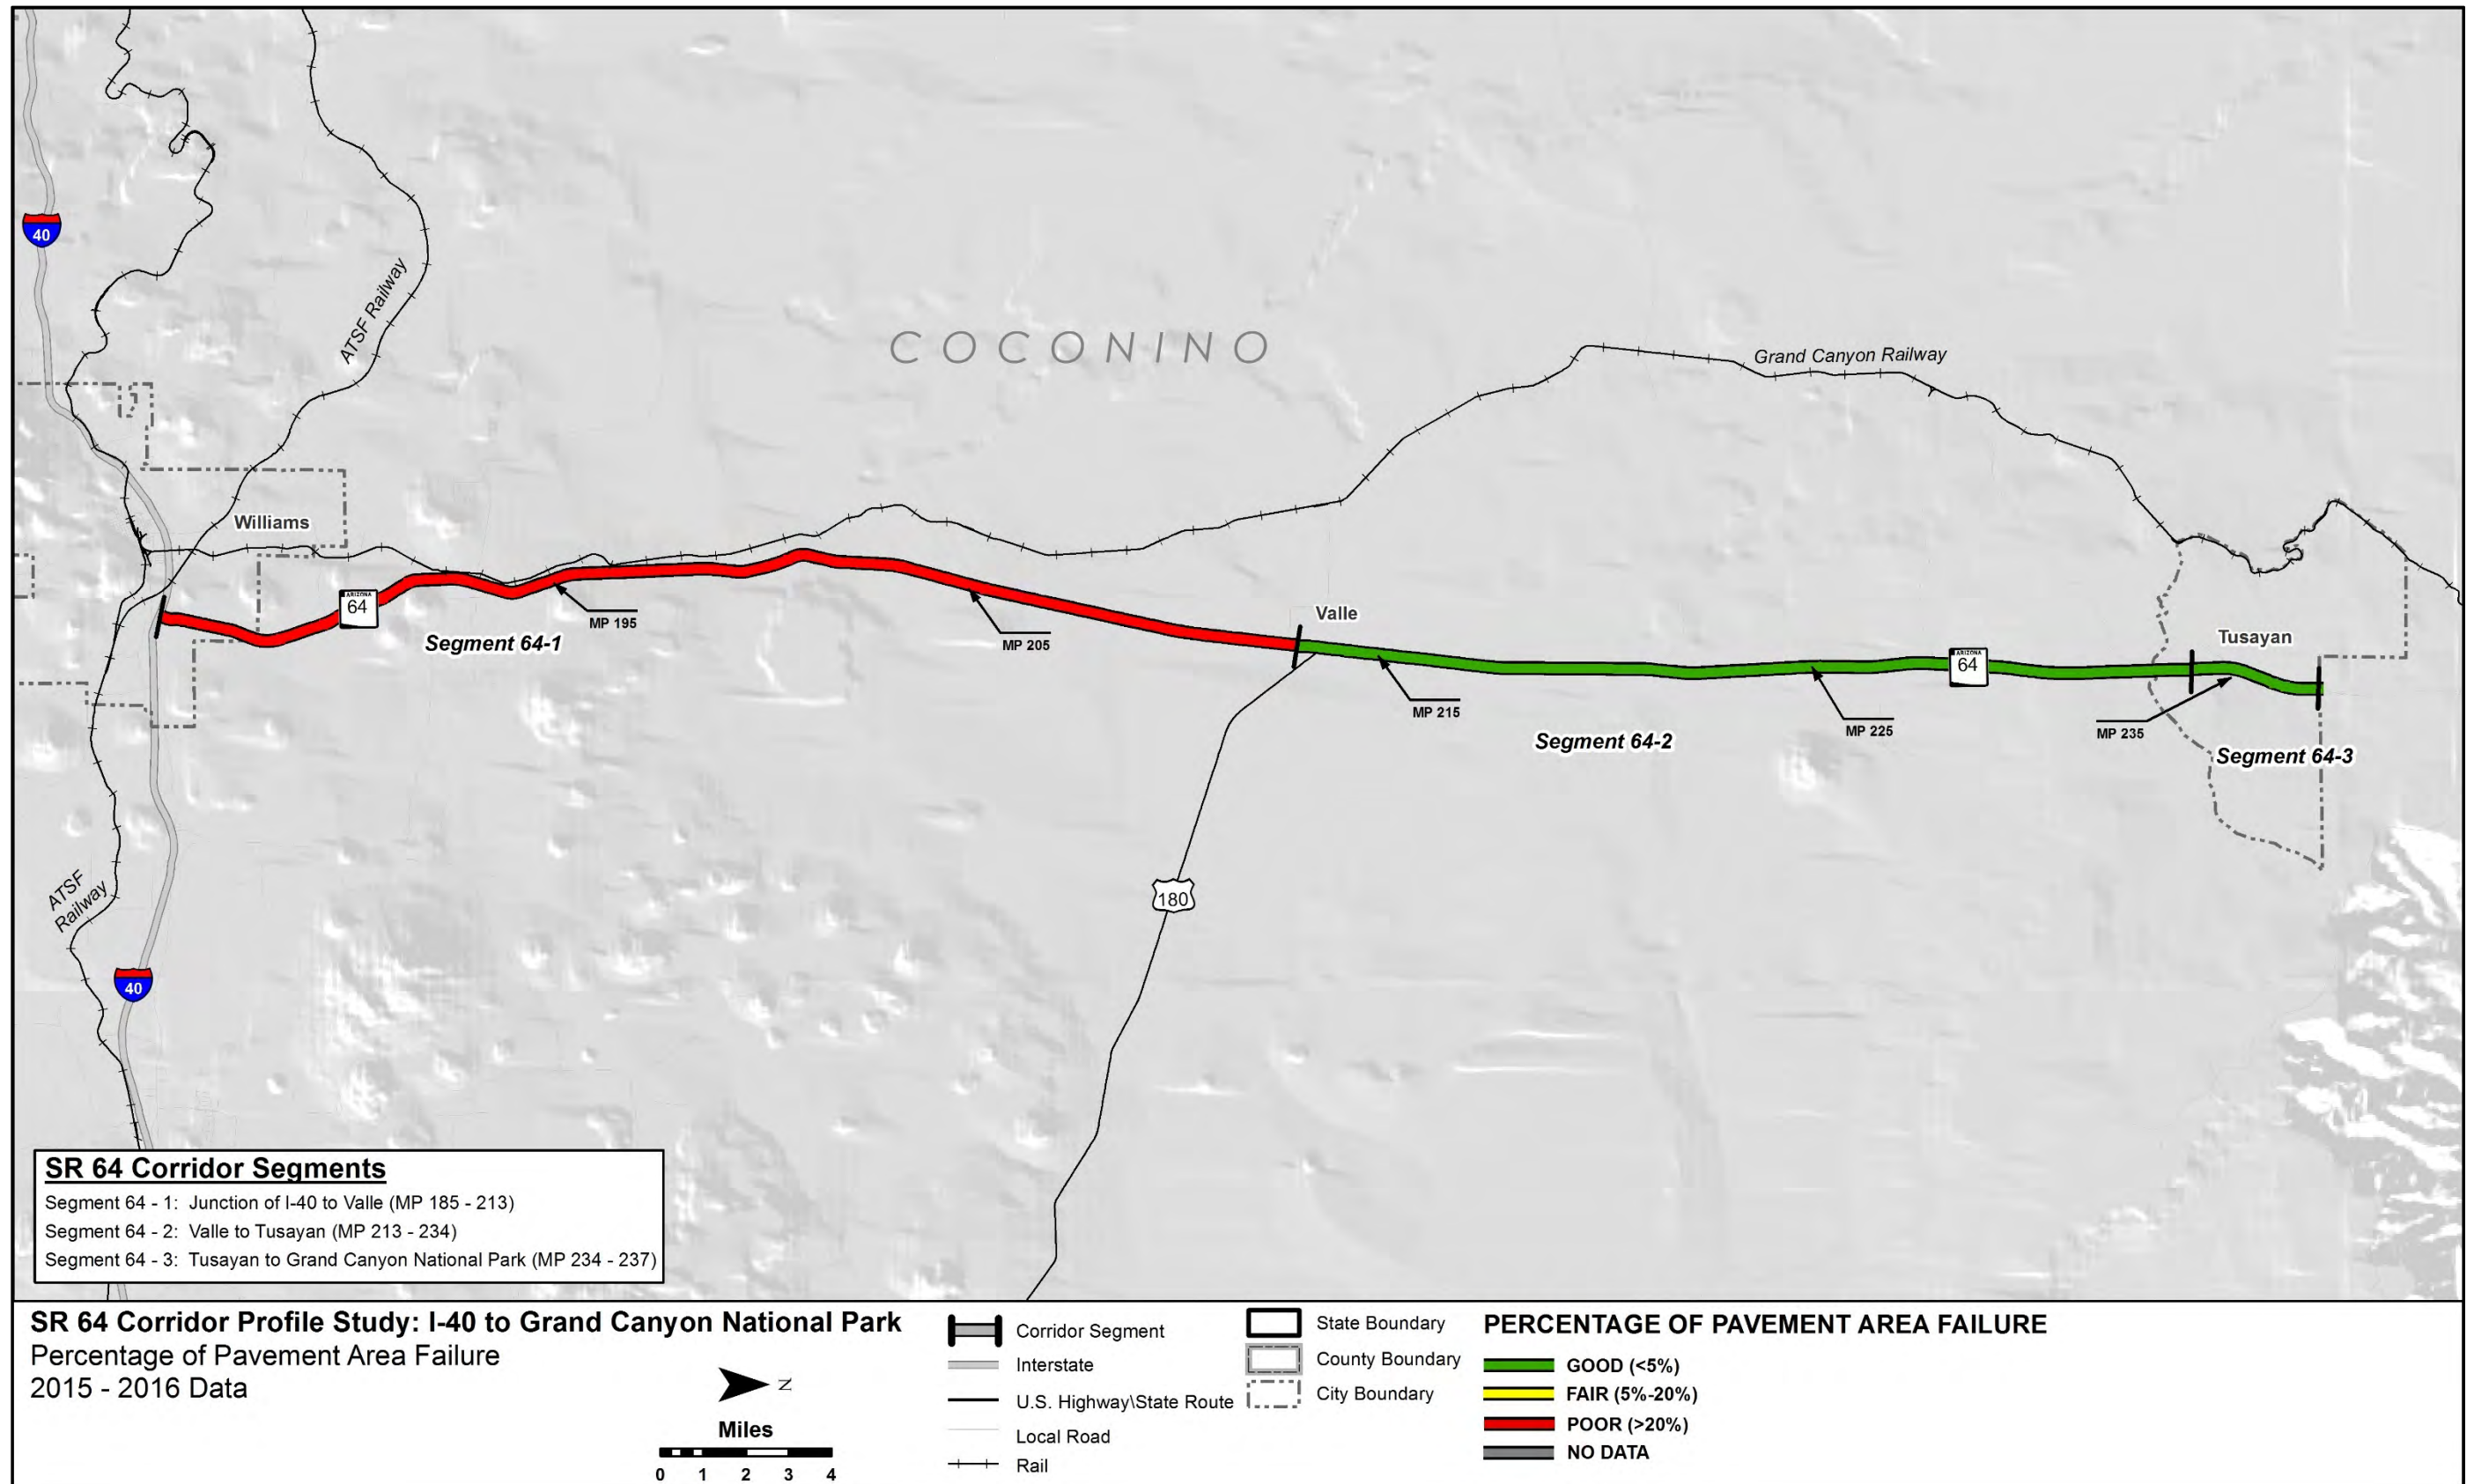 40
ATSF Railway
COCONINO
Grand Canyon Railway
Williams
ARIZONA
64
Segment 64-1
MP 195
MP 205
Valle
MP 215
Segment 64-2
MP 225
ARIZONA
64
Tusayan
MP 235
Segment 64-3
180
ATSF
Railway
40
SR 64 Corridor Segments
Segment 64 - 1: Junction of I-40 to Valle (MP 185 - 213)
Segment 64 - 2: Valle to Tusayan (MP 213 - 234)
Segment 64 - 3: Tusayan to Grand Canyon National Park (MP 234 - 237)
SR 64 Corridor Profile Study: I-40 to Grand Canyon National Park
Percentage of Pavement Area Failure
2015 - 2016 Data
N
Miles
0 1 2 3 4
Corridor Segment
Interstate
U.S. Highway\State Route
Local Road
Rail
State Boundary
County Boundary
City Boundary
PERCENTAGE OF PAVEMENT AREA FAILURE
GOOD (<5%)
FAIR (5%-20%)
POOR (>20%)
NO DATA